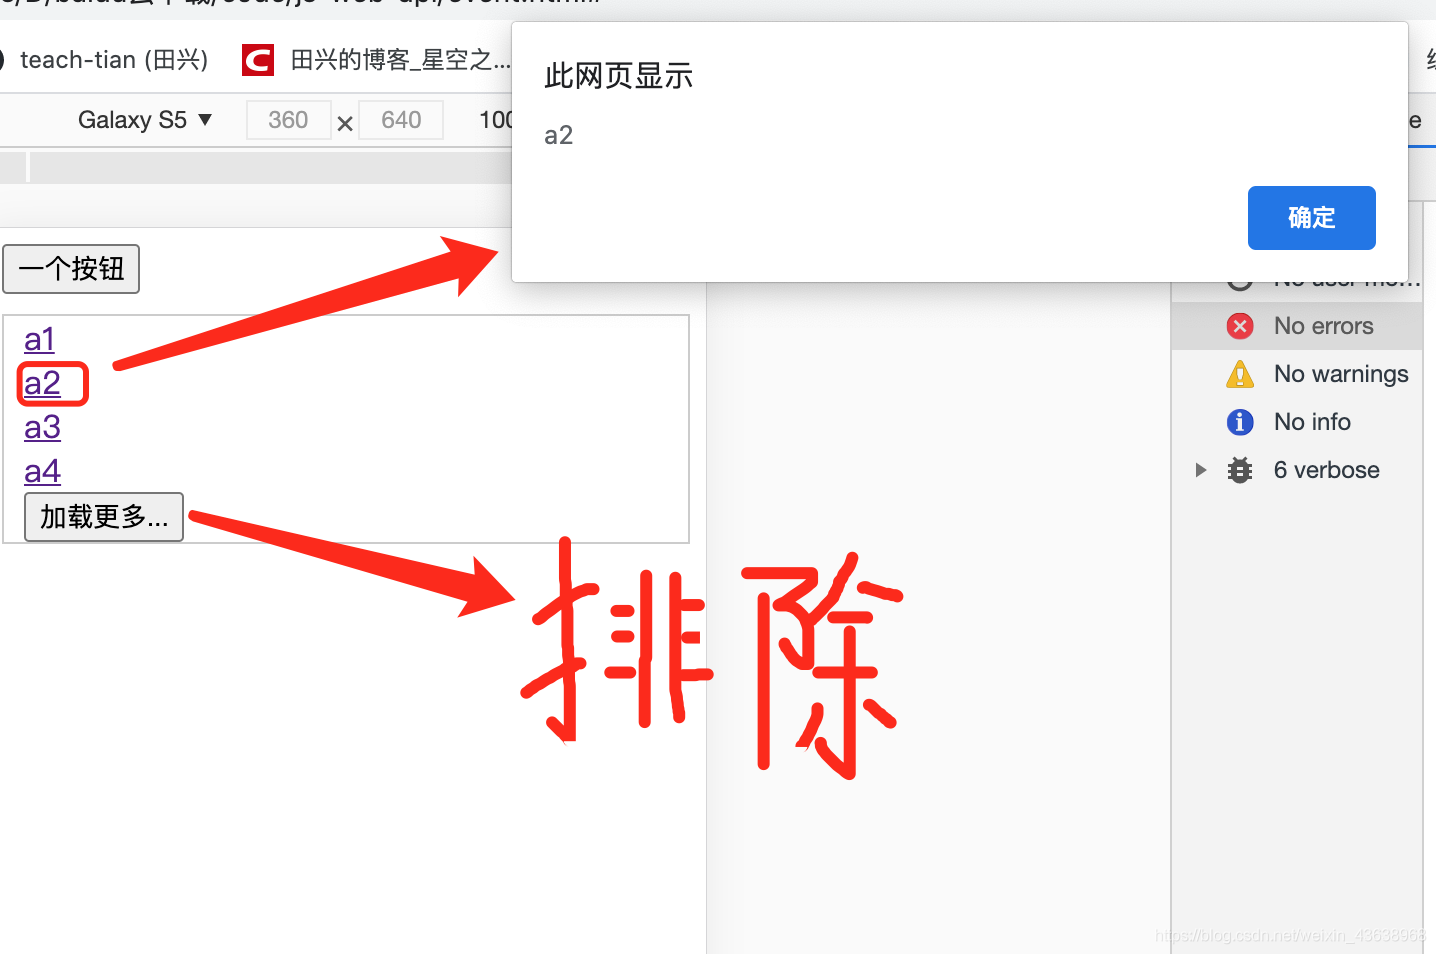 teach-tian (田兴)
田兴的博客_星空之...
Galaxy S5 ▼
360 × 640
100
此网页显示
a2
确定
一个按钮
a1
a2
a3
a4
加载更多...
排除
No errors
No warnings
No info
6 verbose
https://blog.csdn.net/weixin_43638968